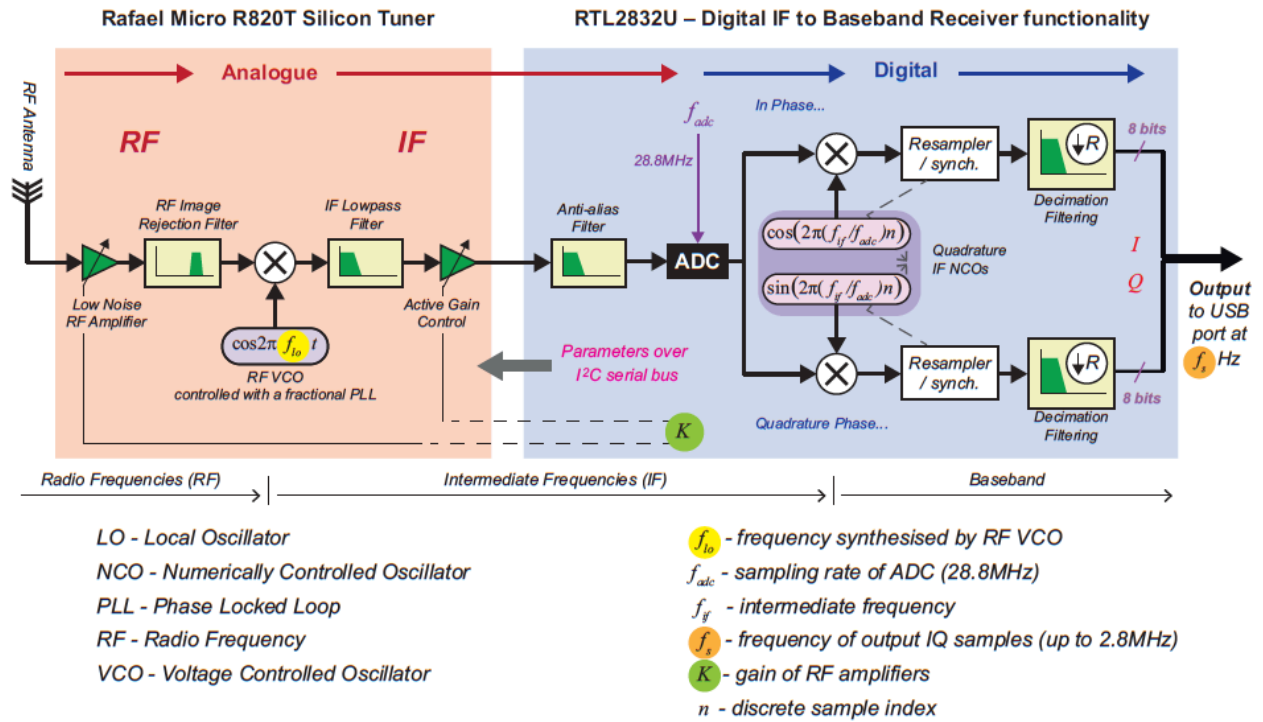 Rafael Micro R820T Silicon Tuner
RTL2832U – Digital IF to Baseband Receiver functionality
Analogue
Digital
RF Antenna
RF
IF
f_adc
28.8MHz
In Phase...
8 bits
Resampler
/ synch.
R
Decimation
Filtering
RF Image
Rejection Filter
IF Lowpass
Filter
Anti-alias
Filter
ADC
cos(2π(f_if/f_adc)n)
sin(2π(f_if/f_adc)n)
Quadrature
IF NCOs
I
Q
Low Noise
RF Amplifier
Active Gain
Control
Output
to USB
port at
f_s Hz
cos2π f_lo t
RF VCO
controlled with a fractional PLL
Parameters over
I²C serial bus
Resampler
/ synch.
R
8 bits
Decimation
Filtering
Quadrature Phase...
K
Radio Frequencies (RF)
Intermediate Frequencies (IF)
Baseband
LO - Local Oscillator
NCO - Numerically Controlled Oscillator
PLL - Phase Locked Loop
RF - Radio Frequency
VCO - Voltage Controlled Oscillator
f_lo - frequency synthesised by RF VCO
f_adc - sampling rate of ADC (28.8MHz)
f_if - intermediate frequency
f_s - frequency of output IQ samples (up to 2.8MHz)
K - gain of RF amplifiers
n - discrete sample index